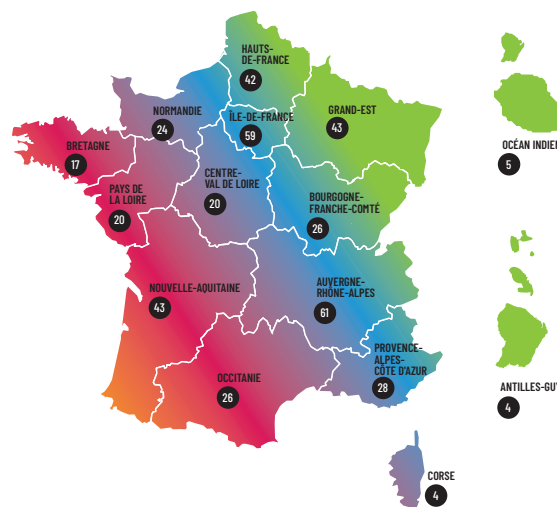 HAUTS-
DE-FRANCE
42
NORMANDIE
24
ÎLE-DE-FRANCE
59
GRAND-EST
43
BRETAGNE
17
PAYS DE
LA LOIRE
20
CENTRE-
VAL DE LOIRE
20
BOURGOGNE-
FRANCHE-COMTÉ
26
NOUVELLE-AQUITAINE
43
AUVERGNE-
RHÔNE-ALPES
61
OCCITANIE
26
PROVENCE-
ALPES-
CÔTE D'AZUR
28
CORSE
4
OCÉAN INDIEN
5
ANTILLES-GUY
4